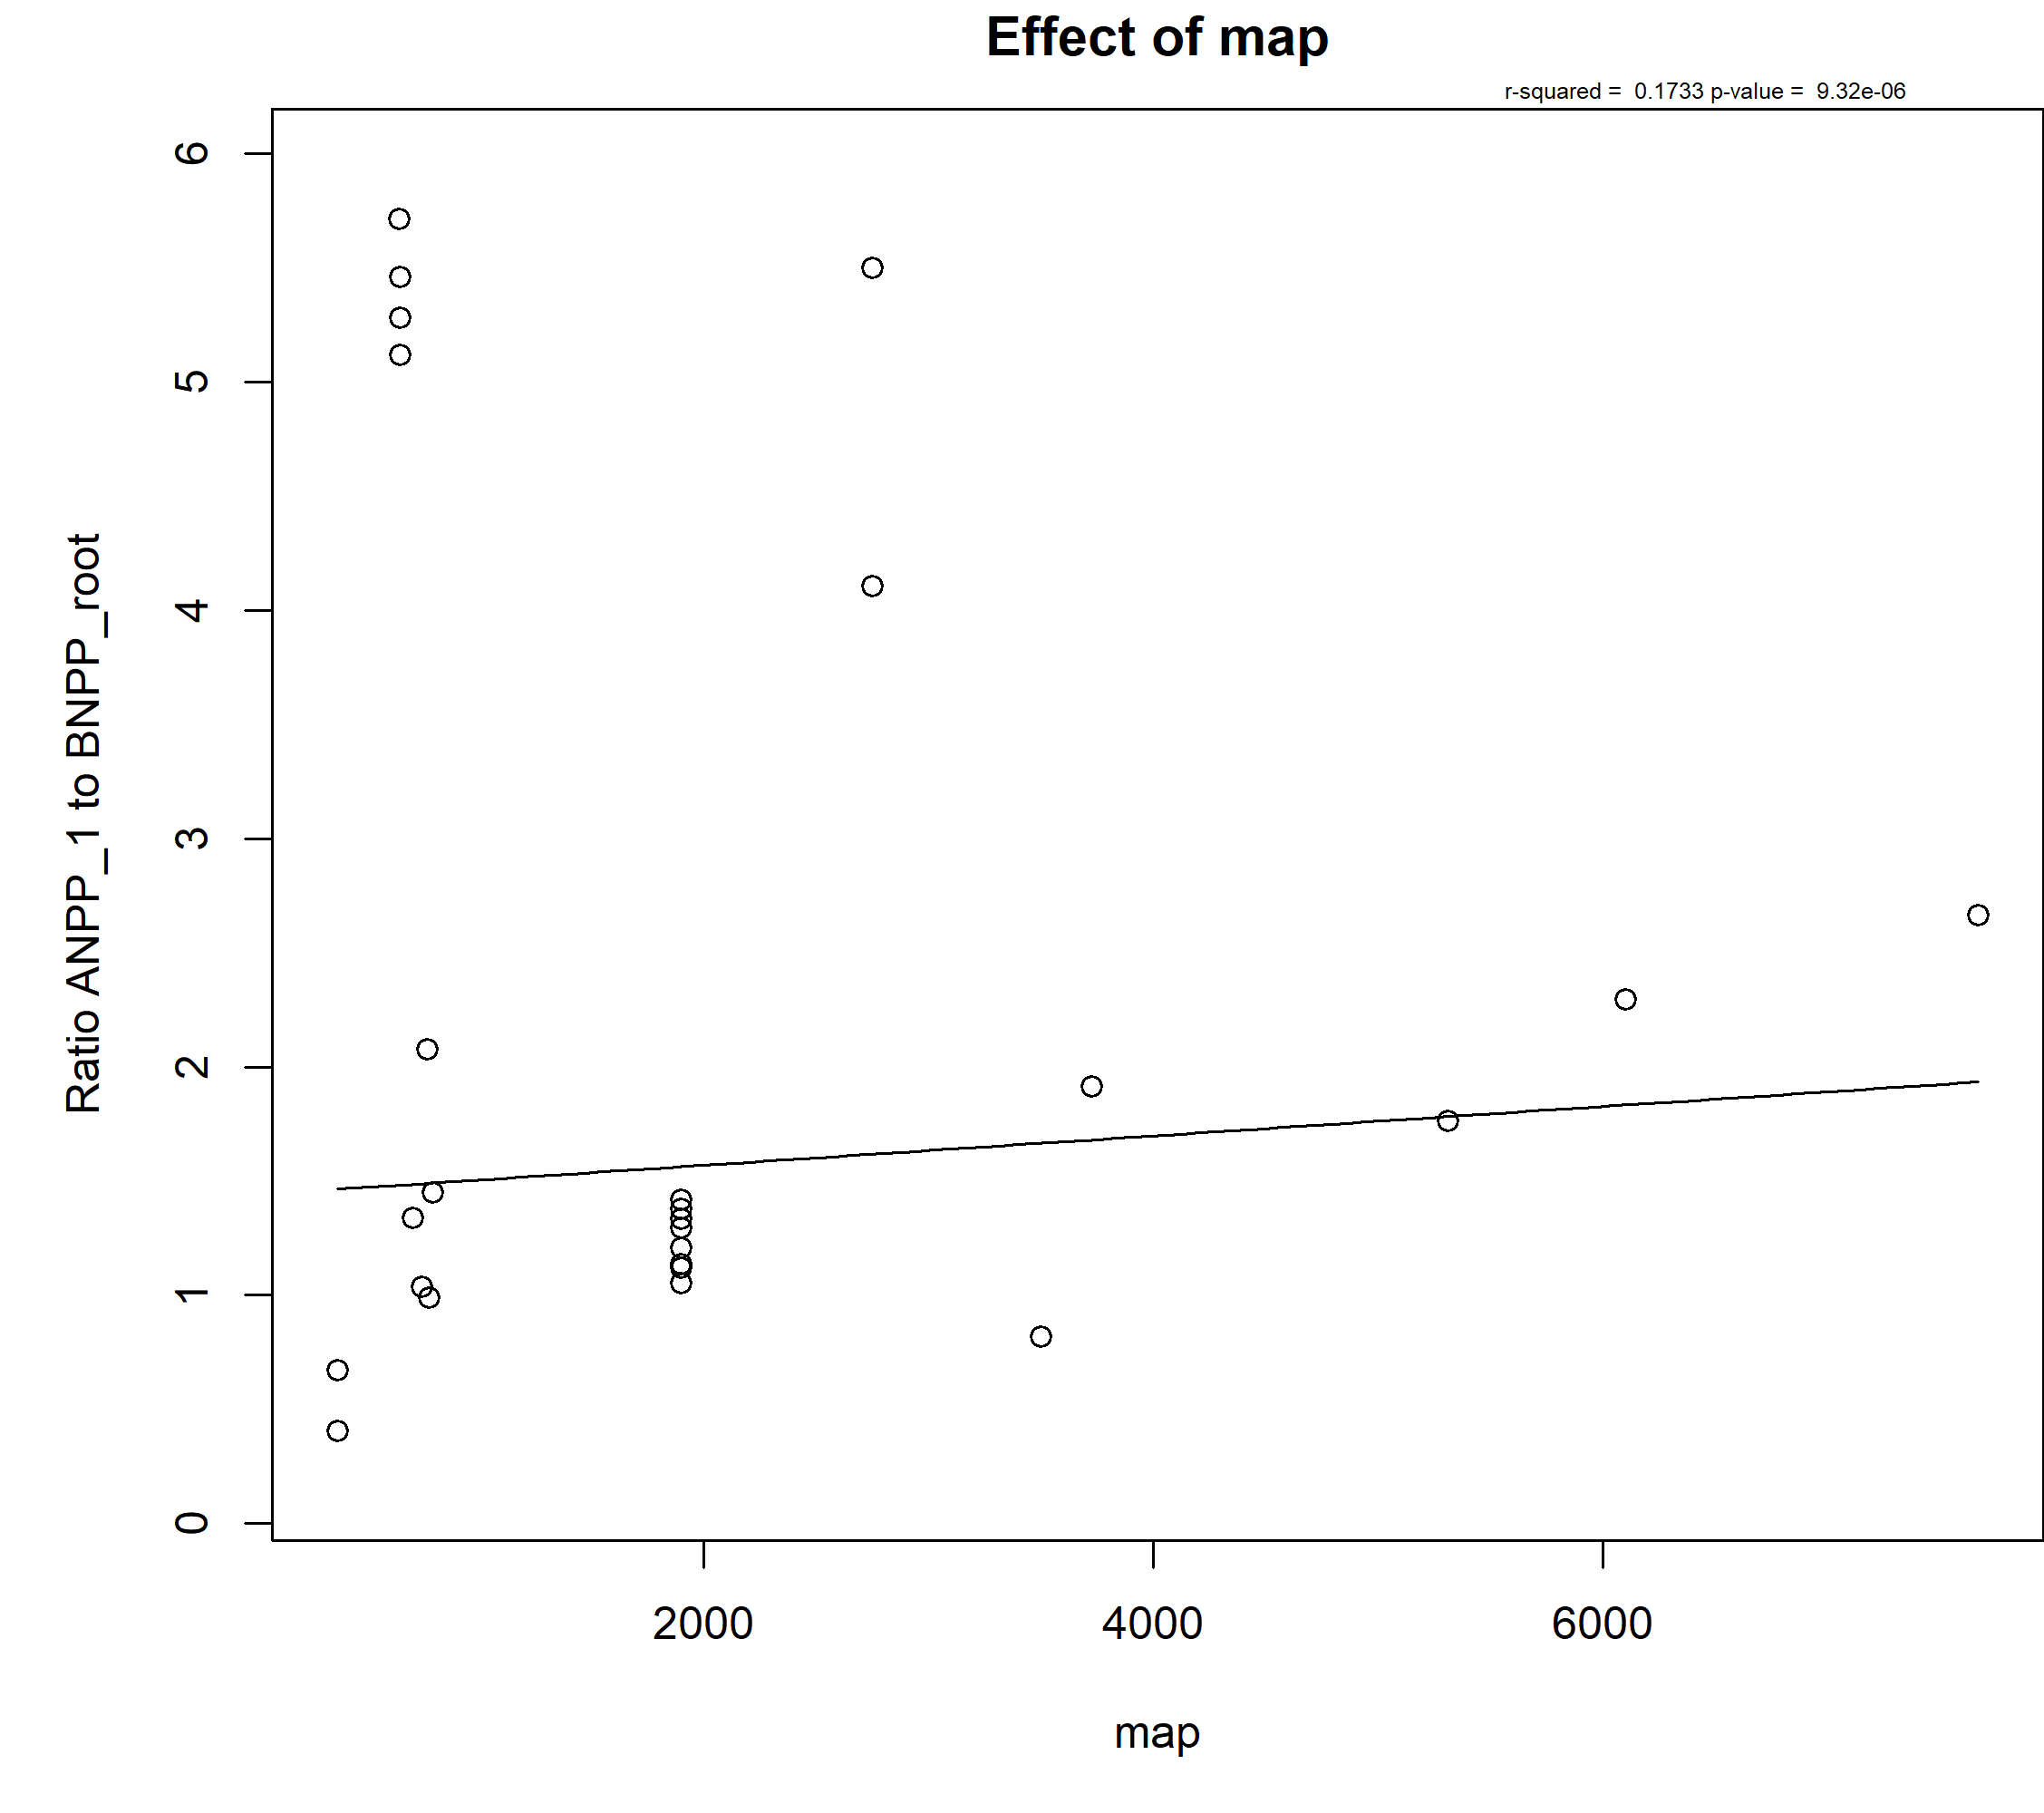 Effect of map
r-squared =  0.1733 p-value =  9.32e-06
Ratio ANPP_1 to BNPP_root
6
5
4
3
2
1
0
2000 4000 6000
map